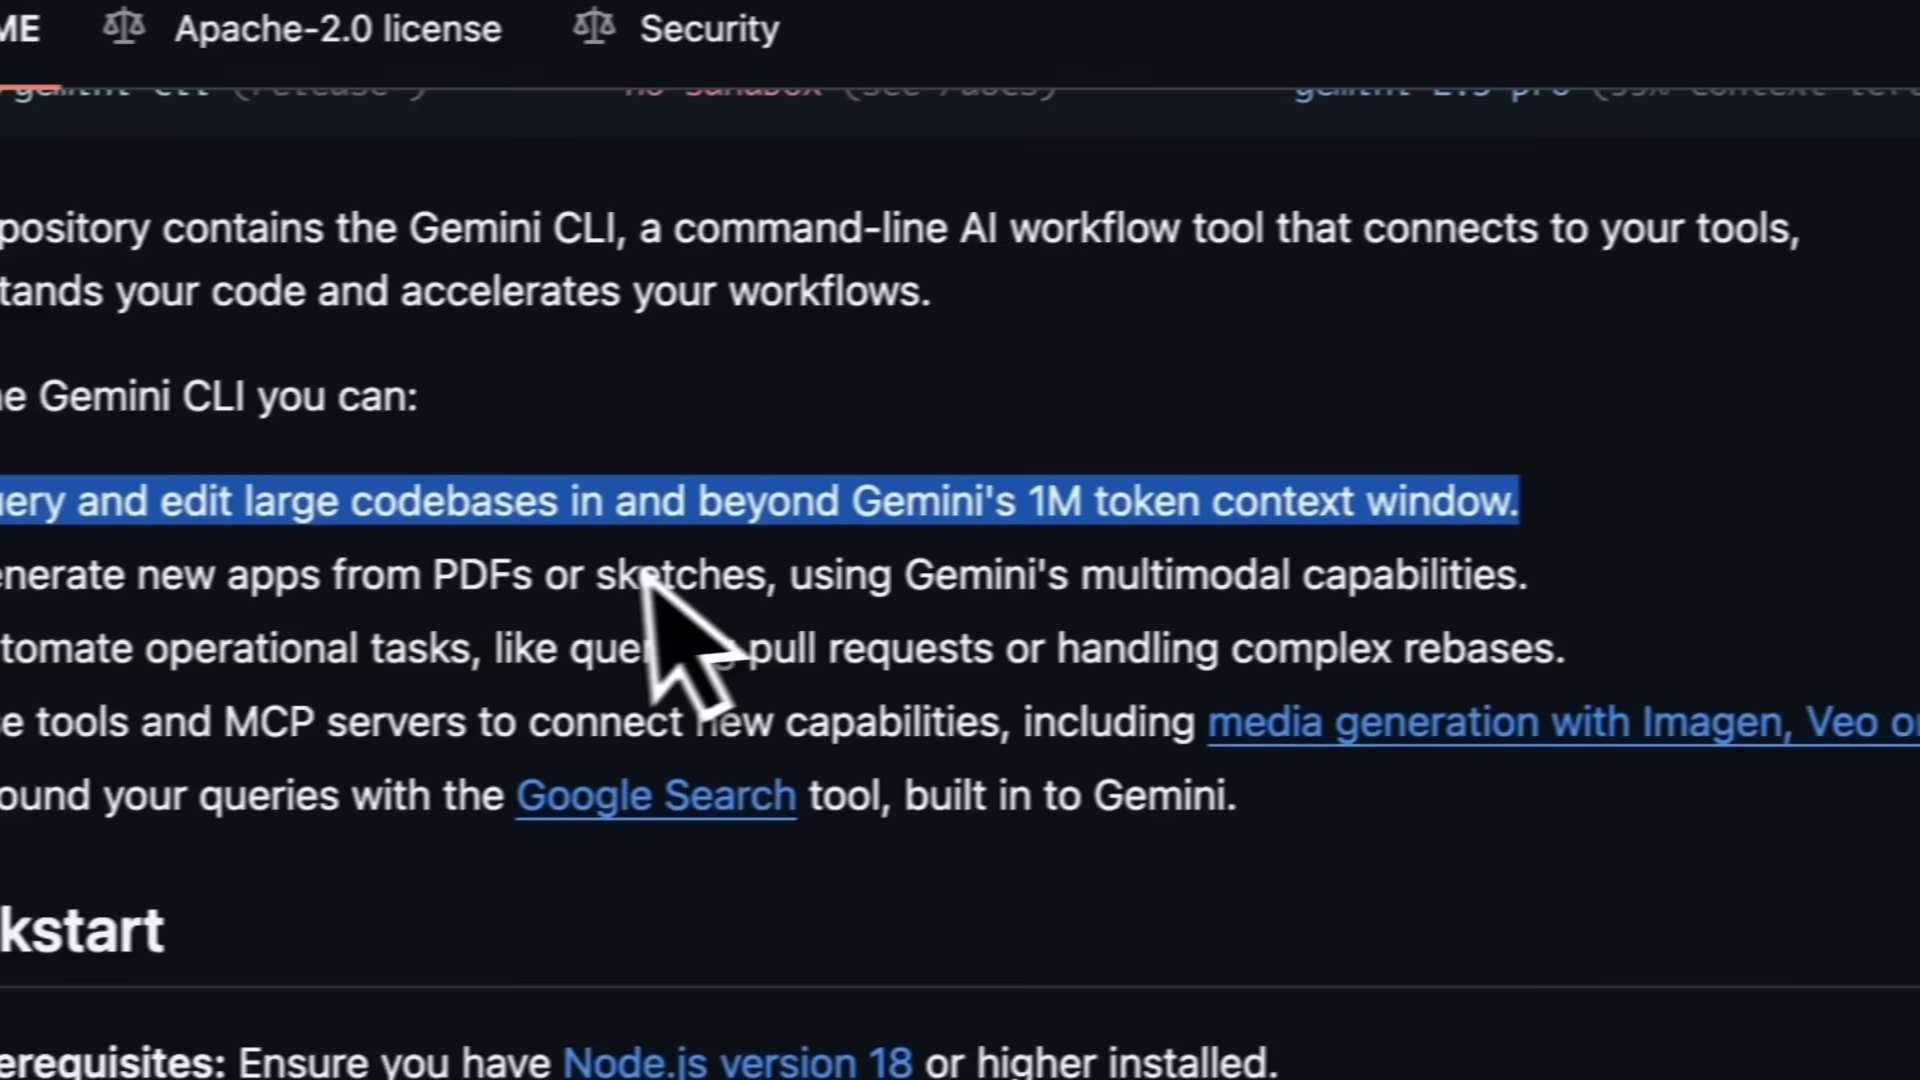 ME Apache-2.0 license Security
pository contains the Gemini CLI, a command-line AI workflow tool that connects to your tools,
tands your code and accelerates your workflows.
e Gemini CLI you can:
ery and edit large codebases in and beyond Gemini's 1M token context window.
enerate new apps from PDFs or sketches, using Gemini's multimodal capabilities.
tomate operational tasks, like pull requests or handling complex rebases.
e tools and MCP servers to connect new capabilities, including media generation with Imagen, Veo or
ound your queries with the Google Search tool, built in to Gemini.
kstart
erequisites: Ensure you have Node.js version 18 or higher installed.